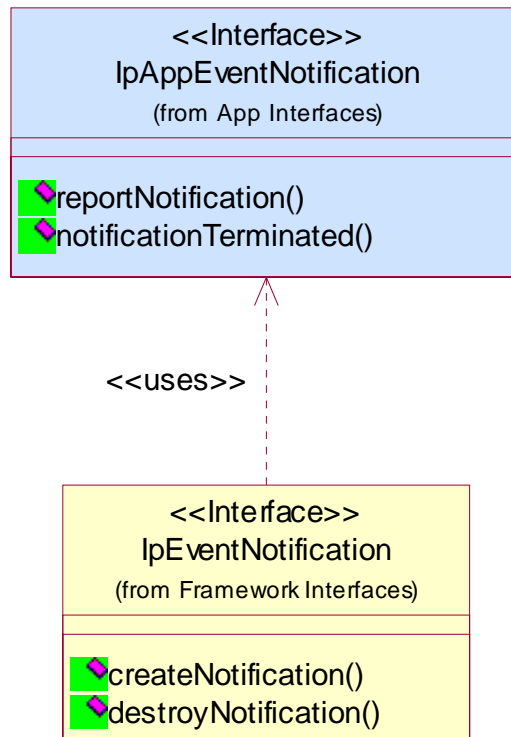 <<Interface>>
IpAppEventNotification
(from App Interfaces)
reportNotification()
notificationTerminated()
<<uses>>
<<Interface>>
IpEventNotification
(from Framework Interfaces)
createNotification()
destroyNotification()